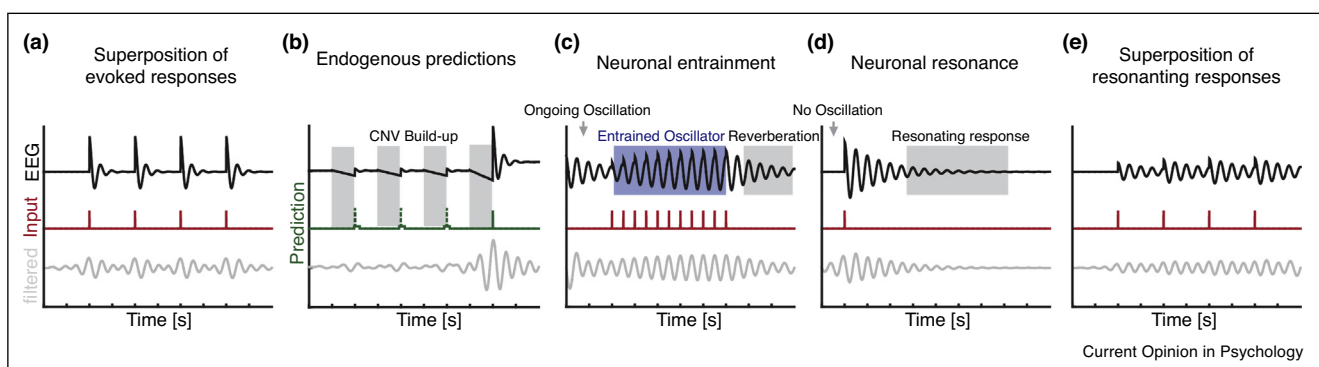 (a)
Superposition of
evoked responses
(b)
Endogenous predictions
(c)
Neuronal entrainment
(d)
Neuronal resonance
(e)
Superposition of
resonanting responses
Ongoing Oscillation
No Oscillation
CNV Build-up
Entrained Oscillator
Reverberation
Resonating response
EEG
Input
filtered
Prediction
Time [s]
Time [s]
Time [s]
Time [s]
Time [s]
Current Opinion in Psychology